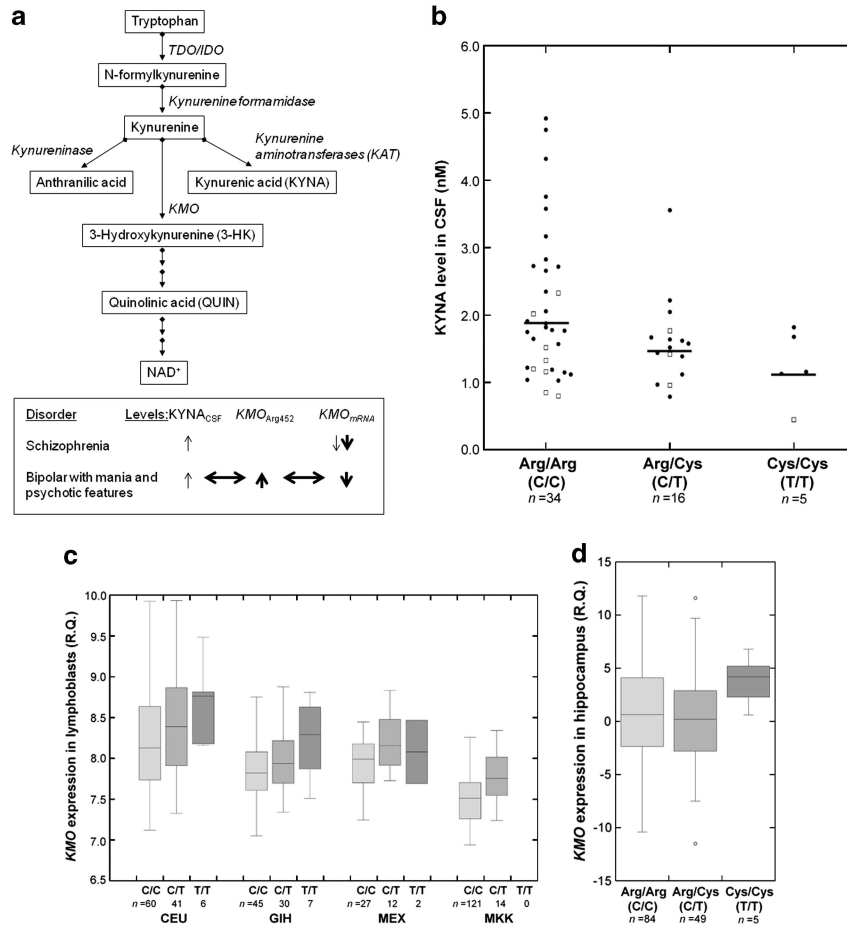 a
Tryptophan
TDO/IDO
N-formylkynurenine
Kynurenine formamidase
Kynurenine
Kynureninase
Kynurenine
aminotransferases (KAT)
Anthranilic acid
Kynurenic acid (KYNA)
KMO
3-Hydroxykynurenine (3-HK)
Quinolinic acid (QUIN)
NAD+
Disorder Levels: KYNA CSF KMO Arg452 KMO mRNA
Schizophrenia ↑ ↓↓
Bipolar with mania and
psychotic features ↑ ↔ ↑ ↔ ↓
b
KYNA level in CSF (nM)
6.0
5.0
4.0
3.0
2.0
1.0
0.0
Arg/Arg Arg/Cys Cys/Cys
(C/C) (C/T) (T/T)
n=34 n=16 n=5
c
KMO expression in lymphoblasts (R.Q.)
10.0
9.5
9.0
8.5
8.0
7.5
7.0
6.5
C/C C/T T/T C/C C/T T/T C/C C/T T/T C/C C/T T/T
n=60 41 6 n=45 30 7 n=27 12 2 n=121 14 0
CEU GIH MEX MKK
d
KMO expression in hippocampus (R.Q.)
15
10
5
0
-5
-10
-15
Arg/Arg Arg/Cys Cys/Cys
(C/C) (C/T) (T/T)
n=84 n=49 n=5